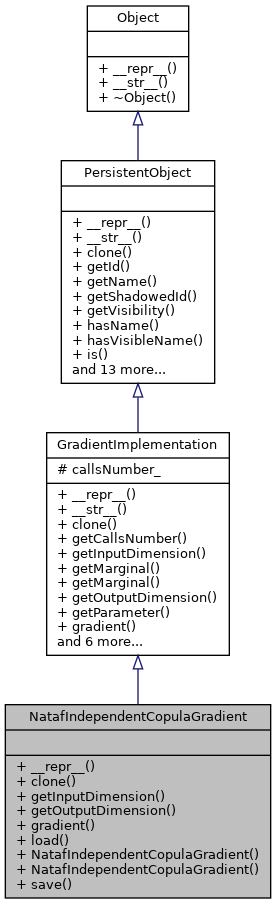 Object
+ __repr__()
+ __str__()
+ ~Object()
PersistentObject
+ __repr__()
+ __str__()
+ clone()
+ getId()
+ getName()
+ getShadowedId()
+ getVisibility()
+ hasName()
+ hasVisibleName()
+ is()
and 13 more...
GradientImplementation
# callsNumber_
+ __repr__()
+ __str__()
+ clone()
+ getCallsNumber()
+ getInputDimension()
+ getMarginal()
+ getMarginal()
+ getOutputDimension()
+ getParameter()
+ gradient()
and 6 more...
NatafIndependentCopulaGradient
+ __repr__()
+ clone()
+ getInputDimension()
+ getOutputDimension()
+ gradient()
+ load()
+ NatafIndependentCopulaGradient()
+ NatafIndependentCopulaGradient()
+ save()